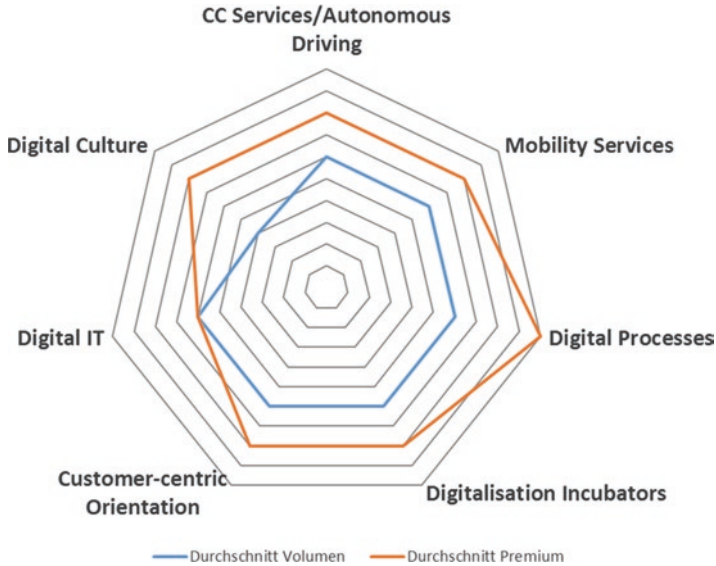 CC Services/Autonomous
Driving
Digital Culture
Mobility Services
Digital IT
Digital Processes
Customer-centric
Orientation
Digitalisation Incubators
Durchschnitt Volumen
Durchschnitt Premium